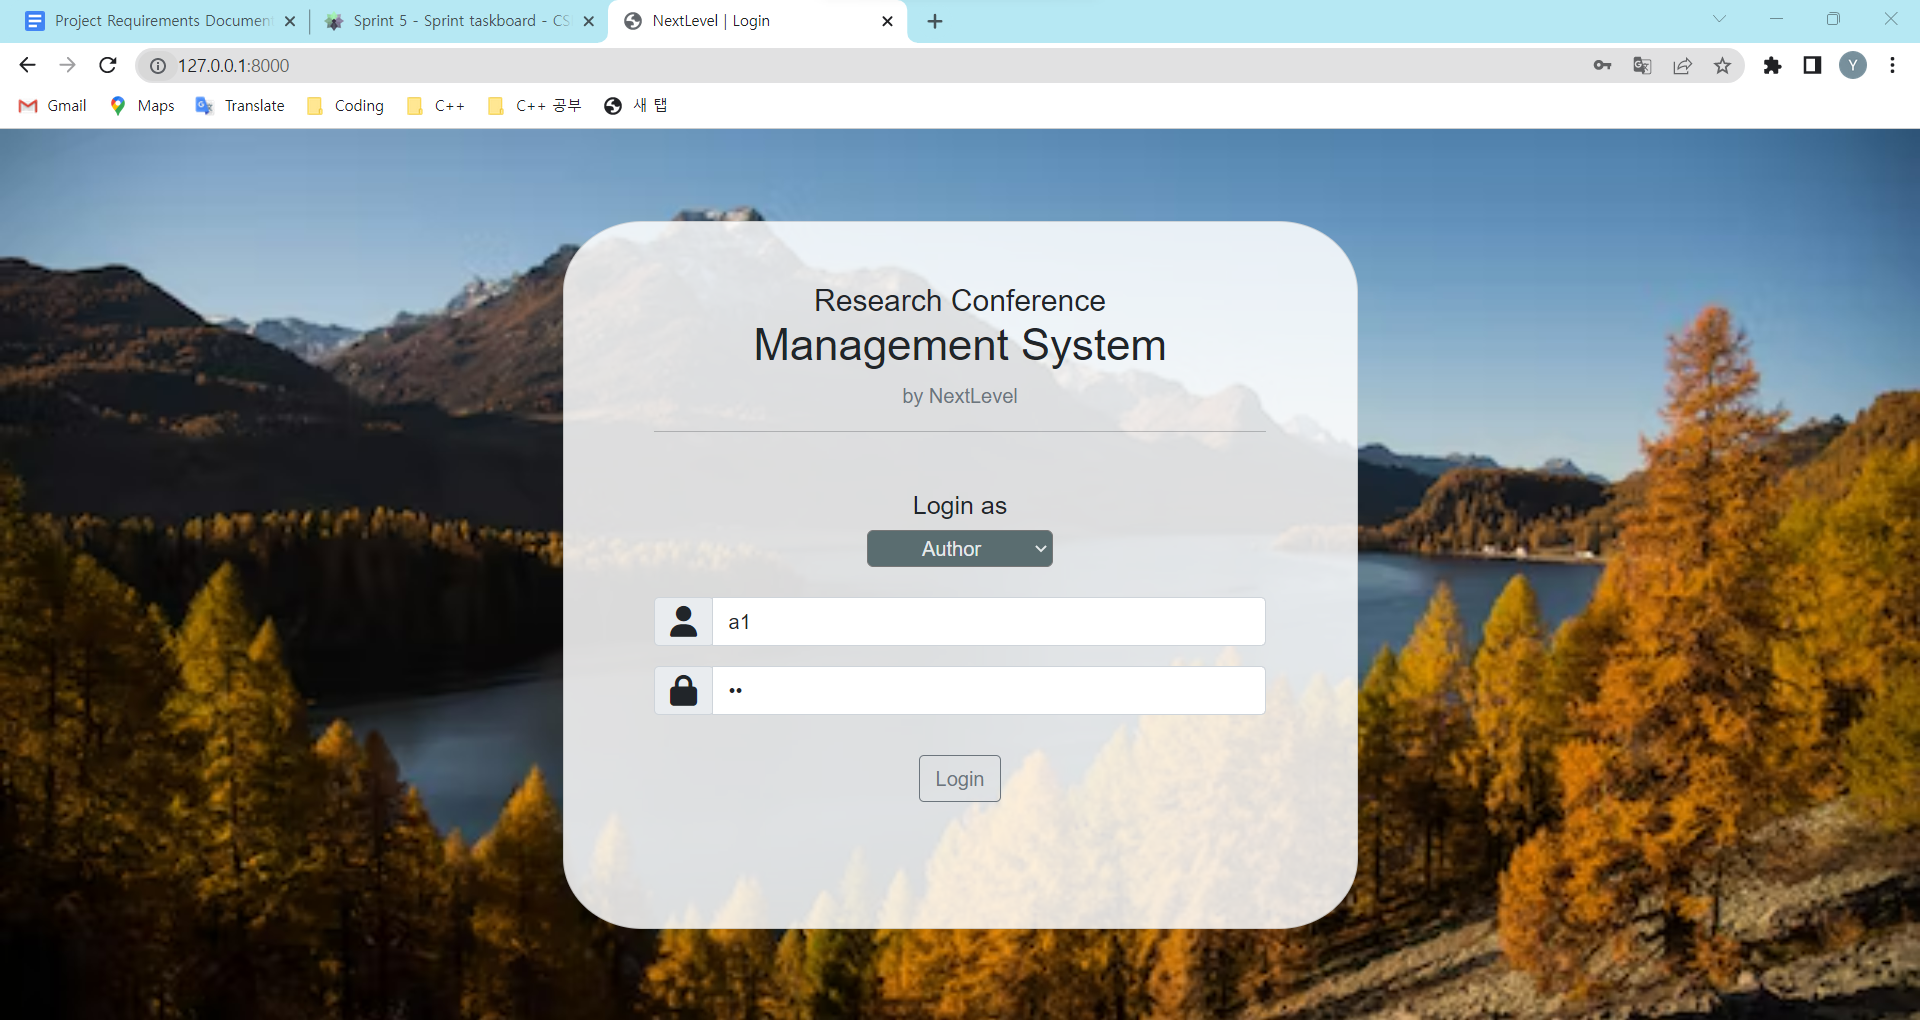 Project Requirements Documen
Sprint 5 - Sprint taskboard - CS
NextLevel | Login
127.0.0.1:8000
Y
Gmail
Maps
Translate
Coding
C++
C++ 공부
새 탭
Research Conference
Management System
by NextLevel
Login as
Author
a1
••
Login